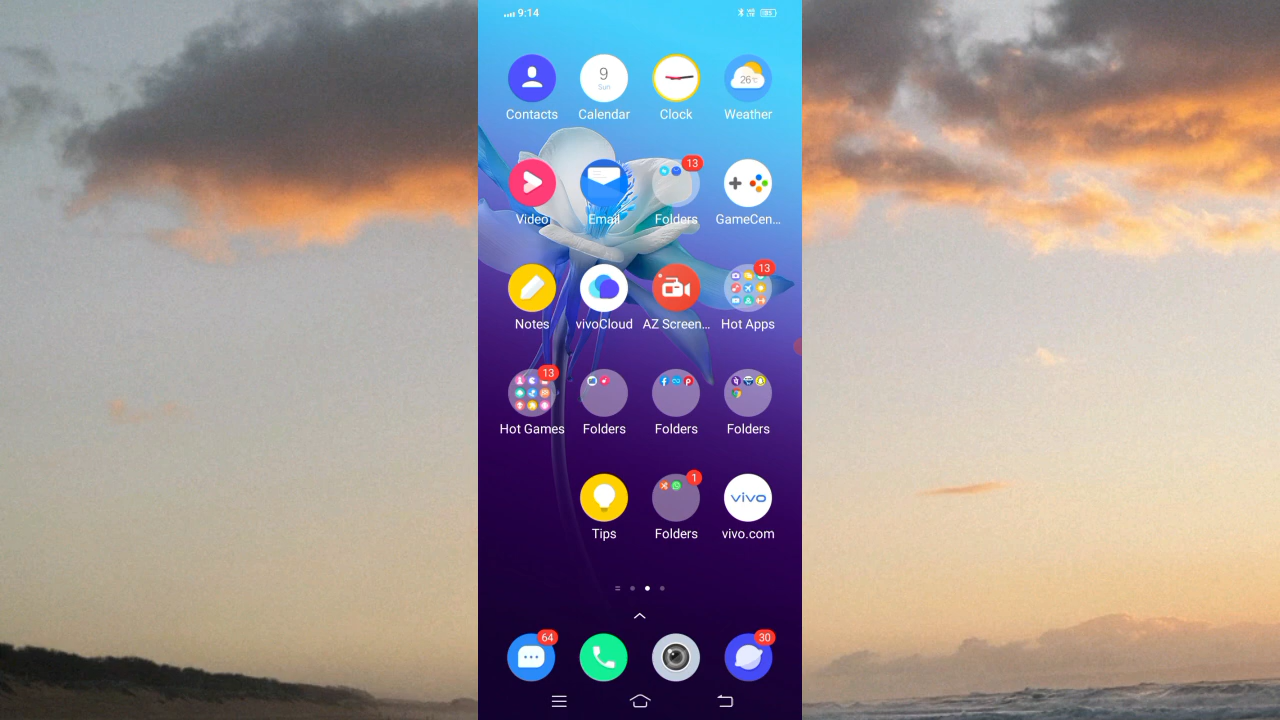 9:14
85
9
Sun
26°C
Contacts Calendar Clock Weather
13
Video Email Folders GameCen...
13
Notes vivoCloud AZ Screen... Hot Apps
13
Hot Games Folders Folders Folders
1
vivo
Tips Folders vivo.com
64
30